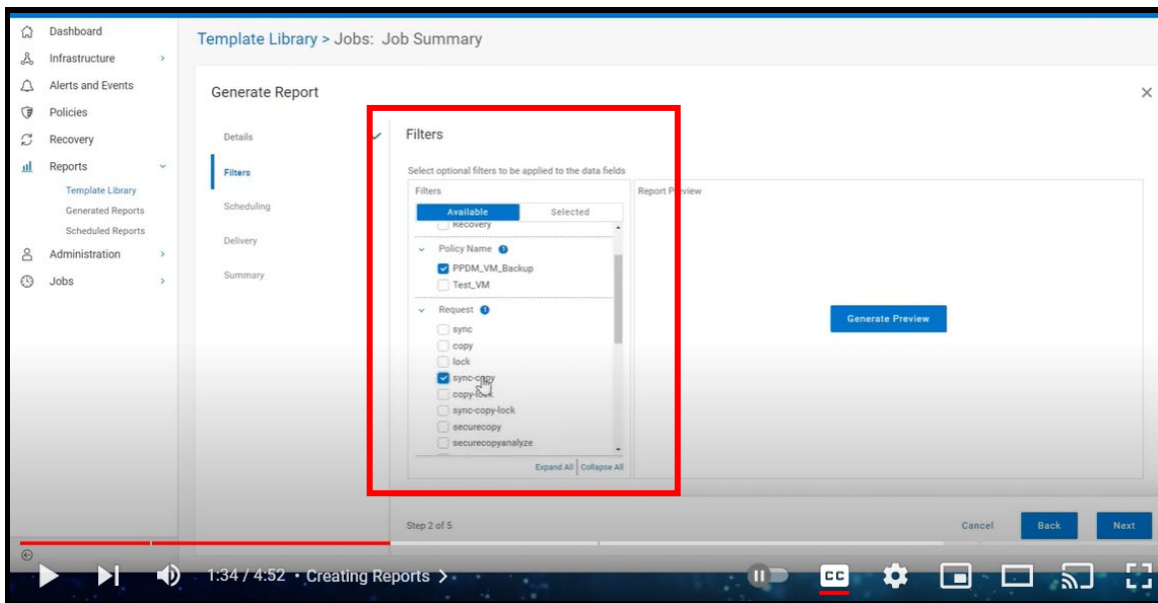 Dashboard
Infrastructure
Alerts and Events
Policies
Recovery
Reports
Template Library
Generated Reports
Scheduled Reports
Administration
Jobs
Template Library > Jobs: Job Summary
Generate Report
Details
Filters
Scheduling
Delivery
Summary
Filters
Select optional filters to be applied to the data fields
Filters
Available Selected
Recovery
Policy Name 1
PPDM_VM_Backup
Test_VM
Request 1
sync
copy
lock
sync-copy
copy-lock
sync-copy-lock
securecopy
securecopyanalyze
Expand All | Collapse All
Report Preview
Generate Preview
Step 2 of 5
Cancel Back Next
1:34 / 4:52 • Creating Reports >
CC